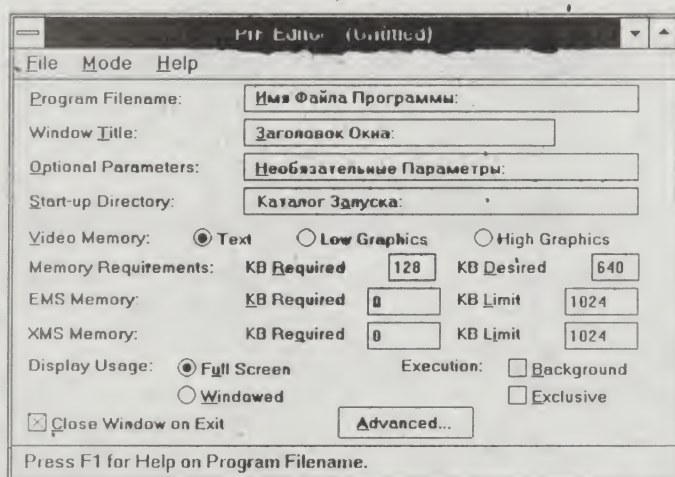 PIF Editor - (Untitled)
File Mode Help
Program Filename: Имя Файла Программы:
Window Title: Заголовок Окна:
Optional Parameters: Необязательные Параметры:
Start-up Directory: Каталог Запуска:
Video Memory: Text Low Graphics High Graphics
Memory Requirements: KB Required 128 KB Desired 640
EMS Memory: KB Required 0 KB Limit 1024
XMS Memory: KB Required 0 KB Limit 1024
Display Usage: Full Screen Execution: Background
Windowed Exclusive
Close Window on Exit Advanced...
Press F1 for Help on Program Filename.